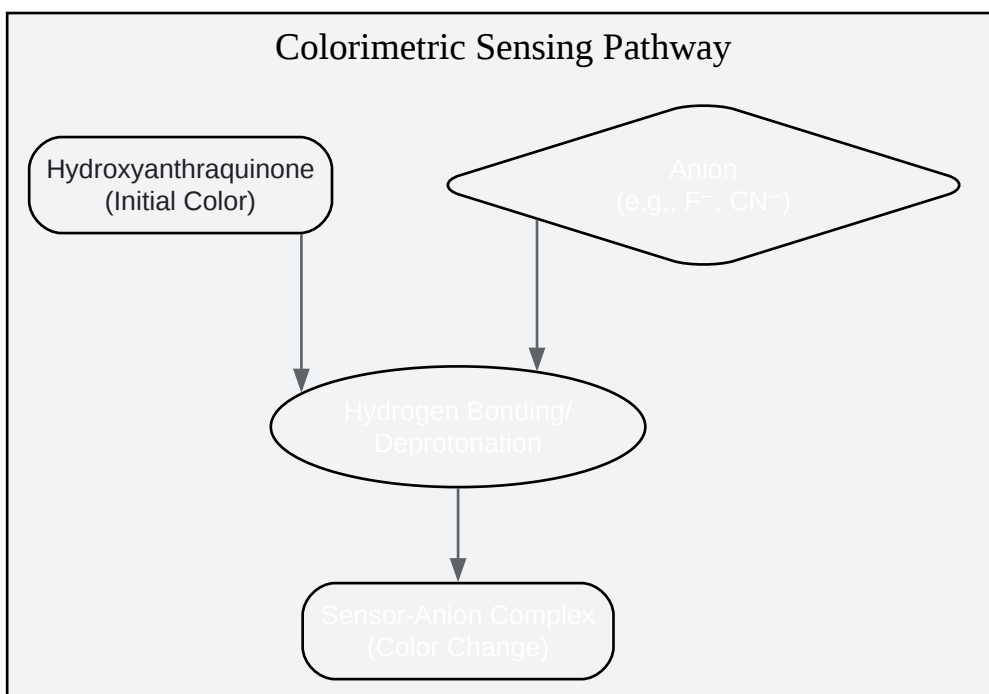 Colorimetric Sensing Pathway
Hydroxyanthraquinone
(Initial Color)
Anion
(e.g., F⁻, CN⁻)
Hydrogen Bonding/
Deprotonation
Sensor-Anion Complex
(Color Change)